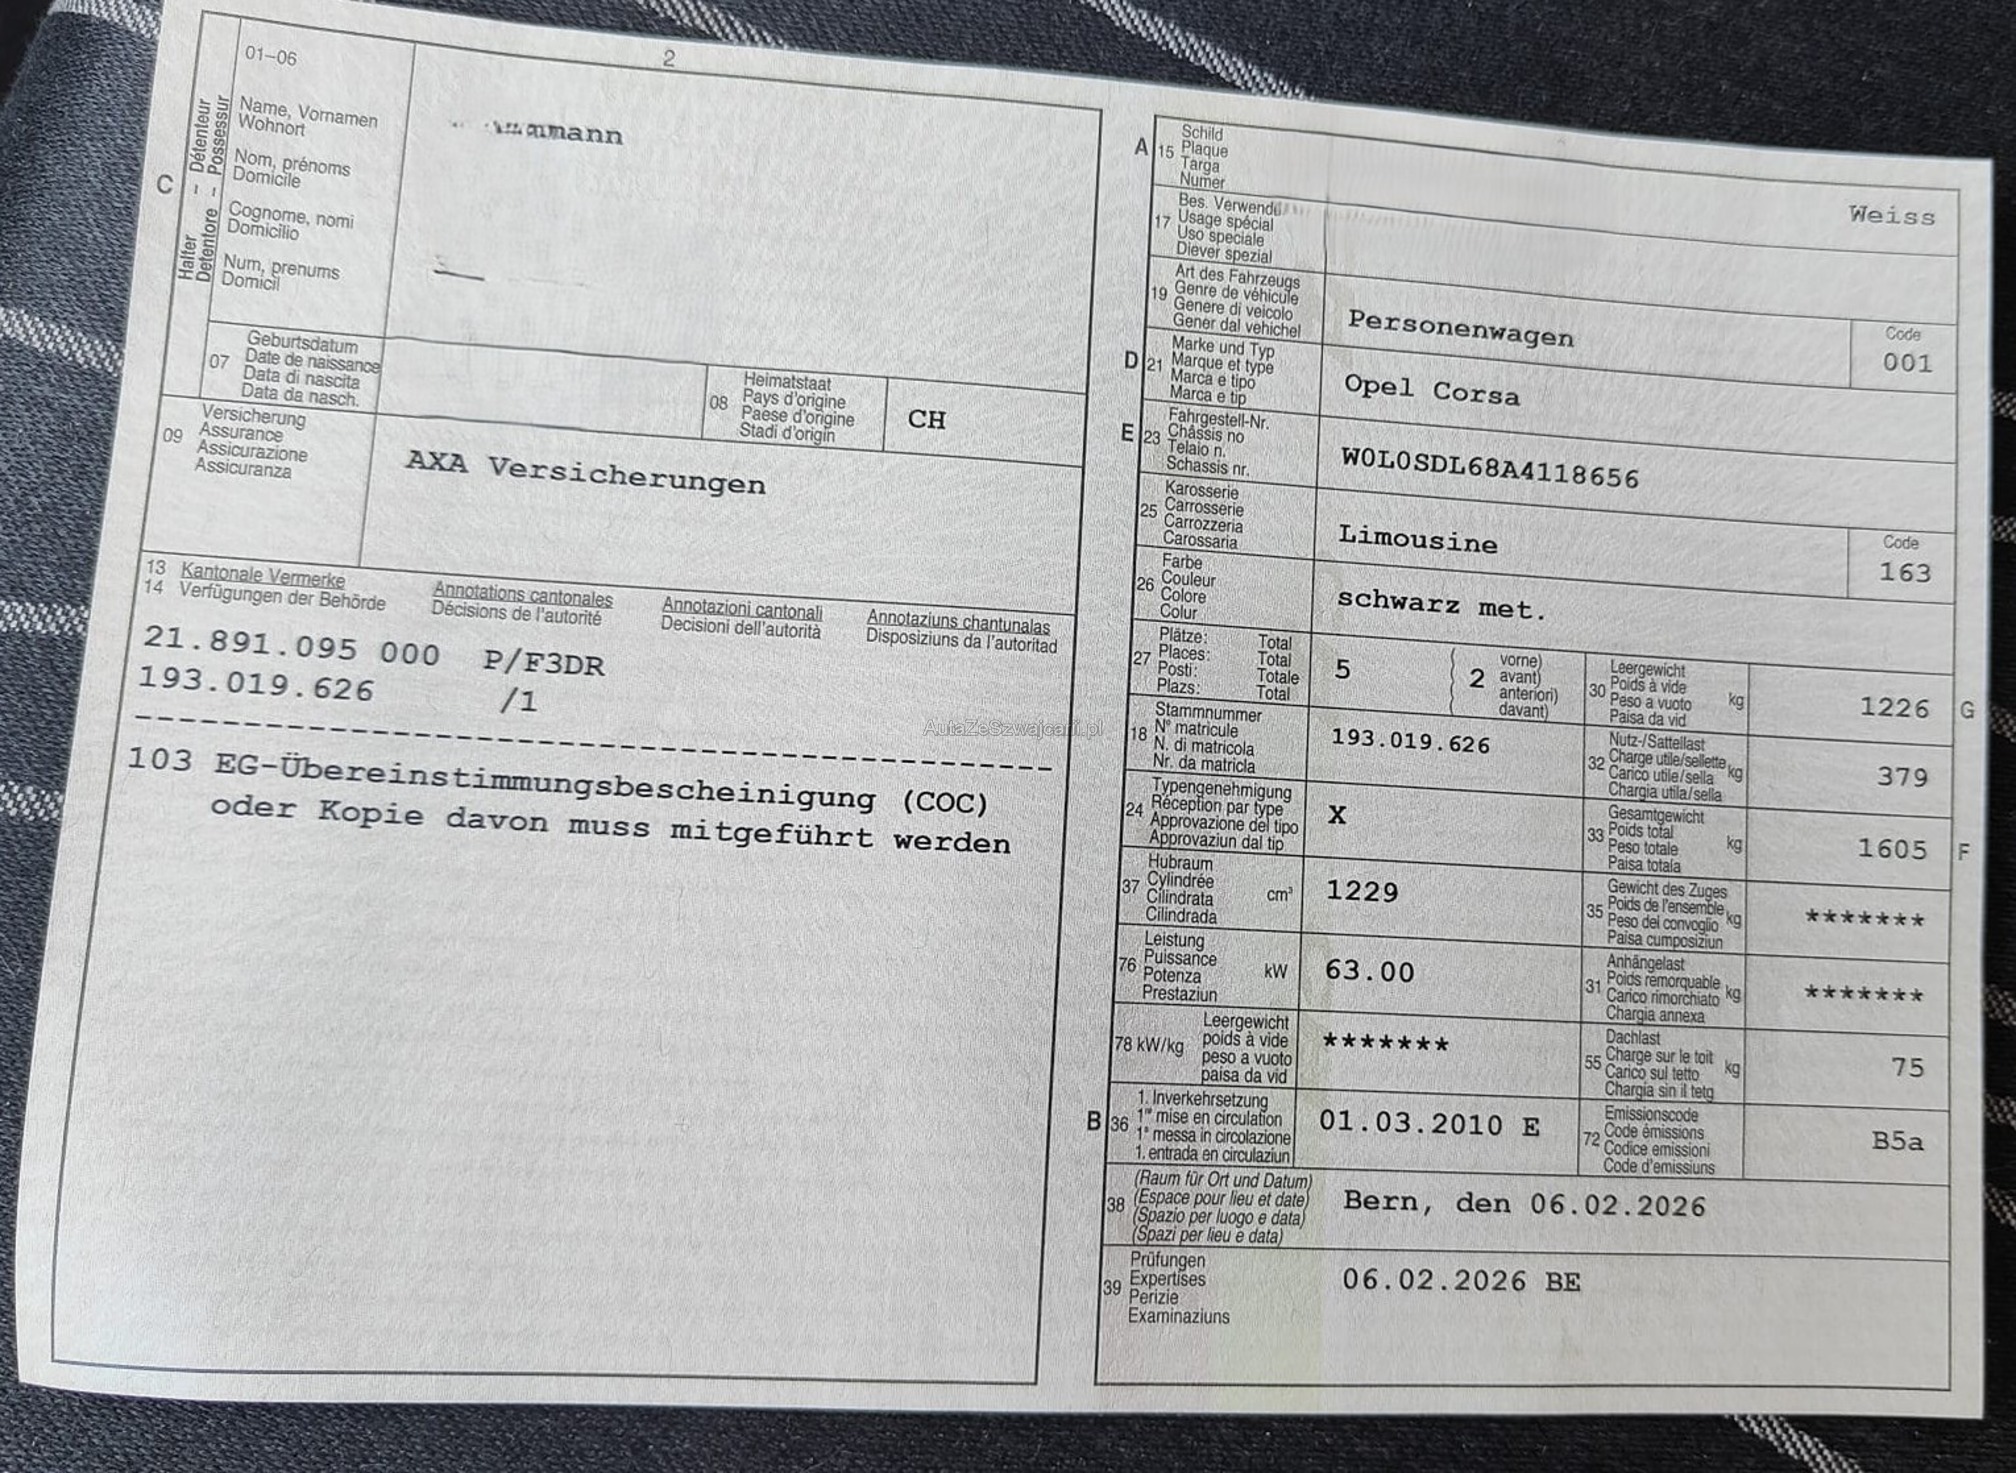 2
01–06
Name, Vornamen
Wohnort
Nom, prénoms
Domicile
Cognome, nomi
Domicilio
Num, prenums
Domicil
C
Halter – Détenteur
Detentore – Possessur
07
Geburtsdatum
Date de naissance
Data di nascita
Data da nasch.
08
Heimatstaat
Pays d'origine
Paese d'origine
Stadi d'origin
CH
09
Versicherung
Assurance
Assicurazione
Assicuranza
AXA Versicherungen
13 Kantonale Vermerke Annotations cantonales Annotazioni cantonali Annotaziuns chantunalas
14 Verfügungen der Behörde Décisions de l'autorité Decisioni dell'autorità Disposiziuns da l'autoritad
21.891.095 000 P/F3DR
193.019.626 /1
103 EG-Übereinstimmungsbescheinigung (COC)
oder Kopie davon muss mitgeführt werden
AutaZeSzwajcarii.pl
A 15
Schild
Plaque
Targa
Numer
Weiss
17
Bes. Verwendu
Usage spécial
Uso speciale
Diever spezial
19
Art des Fahrzeugs
Genre de véhicule
Genere di veicolo
Gener dal vehichel
Personenwagen
Code
001
D 21
Marke und Typ
Marque et type
Marca e tipo
Marca e tip
Opel Corsa
E 23
Fahrgestell-Nr.
Châssis no
Telaio n.
Schassis nr.
W0L0SDL68A4118656
25
Karosserie
Carrosserie
Carrozzeria
Carossaria
Limousine
Code
163
26
Farbe
Couleur
Colore
Colur
schwarz met.
27
Plätze: Total
Places: Total
Posti: Totale
Plazs: Total
5
2
vorne)
avant)
anteriori)
davant)
30
Leergewicht
Poids à vide
Peso a vuoto
Paisa da vid
kg
1226
G
18
Stammnummer
N° matricule
N. di matricola
Nr. da matricla
193.019.626
32
Nutz-/Sattellast
Charge utile/sellette
Carico utile/sella
Chargia utila/sella
kg
379
24
Typengenehmigung
Réception par type
Approvazione del tipo
Approvaziun dal tip
X
33
Gesamtgewicht
Poids total
Peso totale
Paisa totala
kg
1605
F
37
Hubraum
Cylindrée
Cilindrata
Cilindrada
cm³
1229
35
Gewicht des Zuges
Poids de l'ensemble
Peso del convoglio
Paisa cumposiziun
kg
*******
76
Leistung
Puissance
Potenza
Prestaziun
kW
63.00
31
Anhängelast
Poids remorquable
Carico rimorchiato
Chargia annexa
kg
*******
78 kW/kg
Leergewicht
poids à vide
peso a vuoto
paisa da vid
*******
55
Dachlast
Charge sur le toit
Carico sul tetto
Chargia sin il tetg
kg
75
B 36
1. Inverkehrsetzung
1re mise en circulation
1a messa in circolazione
1. entrada en circulaziun
01.03.2010 E
72
Emissionscode
Code émissions
Codice emissioni
Code d'emissiuns
B5a
38
(Raum für Ort und Datum)
(Espace pour lieu et date)
(Spazio per luogo e data)
(Spazi per lieu e data)
Bern, den 06.02.2026
39
Prüfungen
Expertises
Perizie
Examinaziuns
06.02.2026 BE